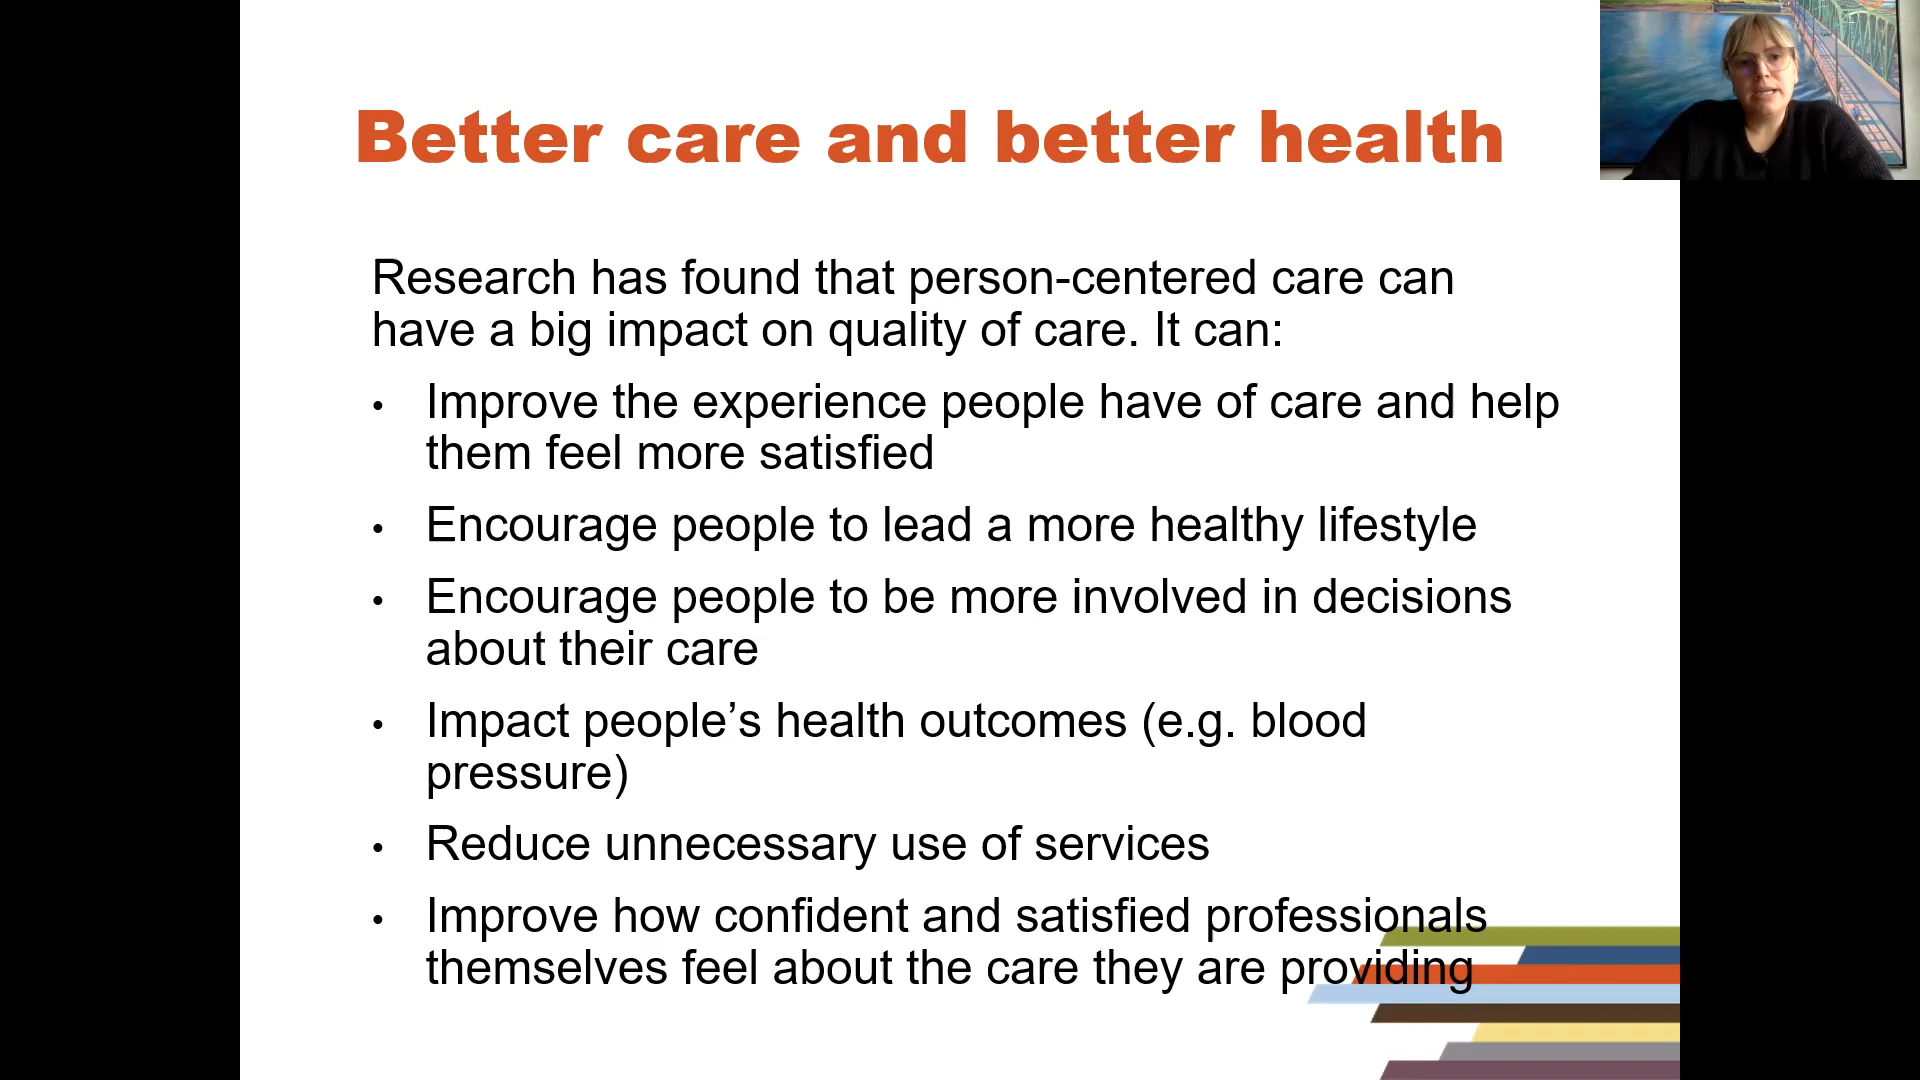 Better care and better health
Research has found that person-centered care can
have a big impact on quality of care. It can:
• Improve the experience people have of care and help
them feel more satisfied
• Encourage people to lead a more healthy lifestyle
• Encourage people to be more involved in decisions
about their care
• Impact people’s health outcomes (e.g. blood
pressure)
• Reduce unnecessary use of services
• Improve how confident and satisfied professionals
themselves feel about the care they are providing